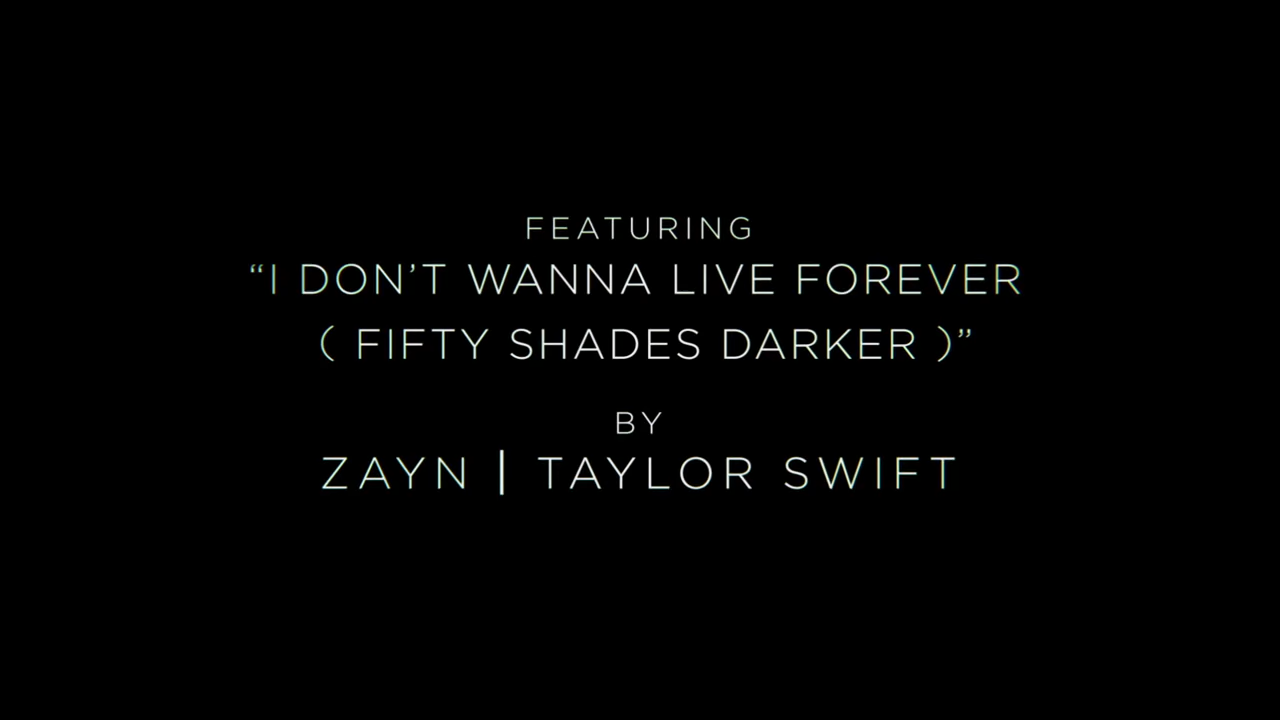 FEATURING
“I DON’T WANNA LIVE FOREVER
( FIFTY SHADES DARKER )”
BY
ZAYN | TAYLOR SWIFT